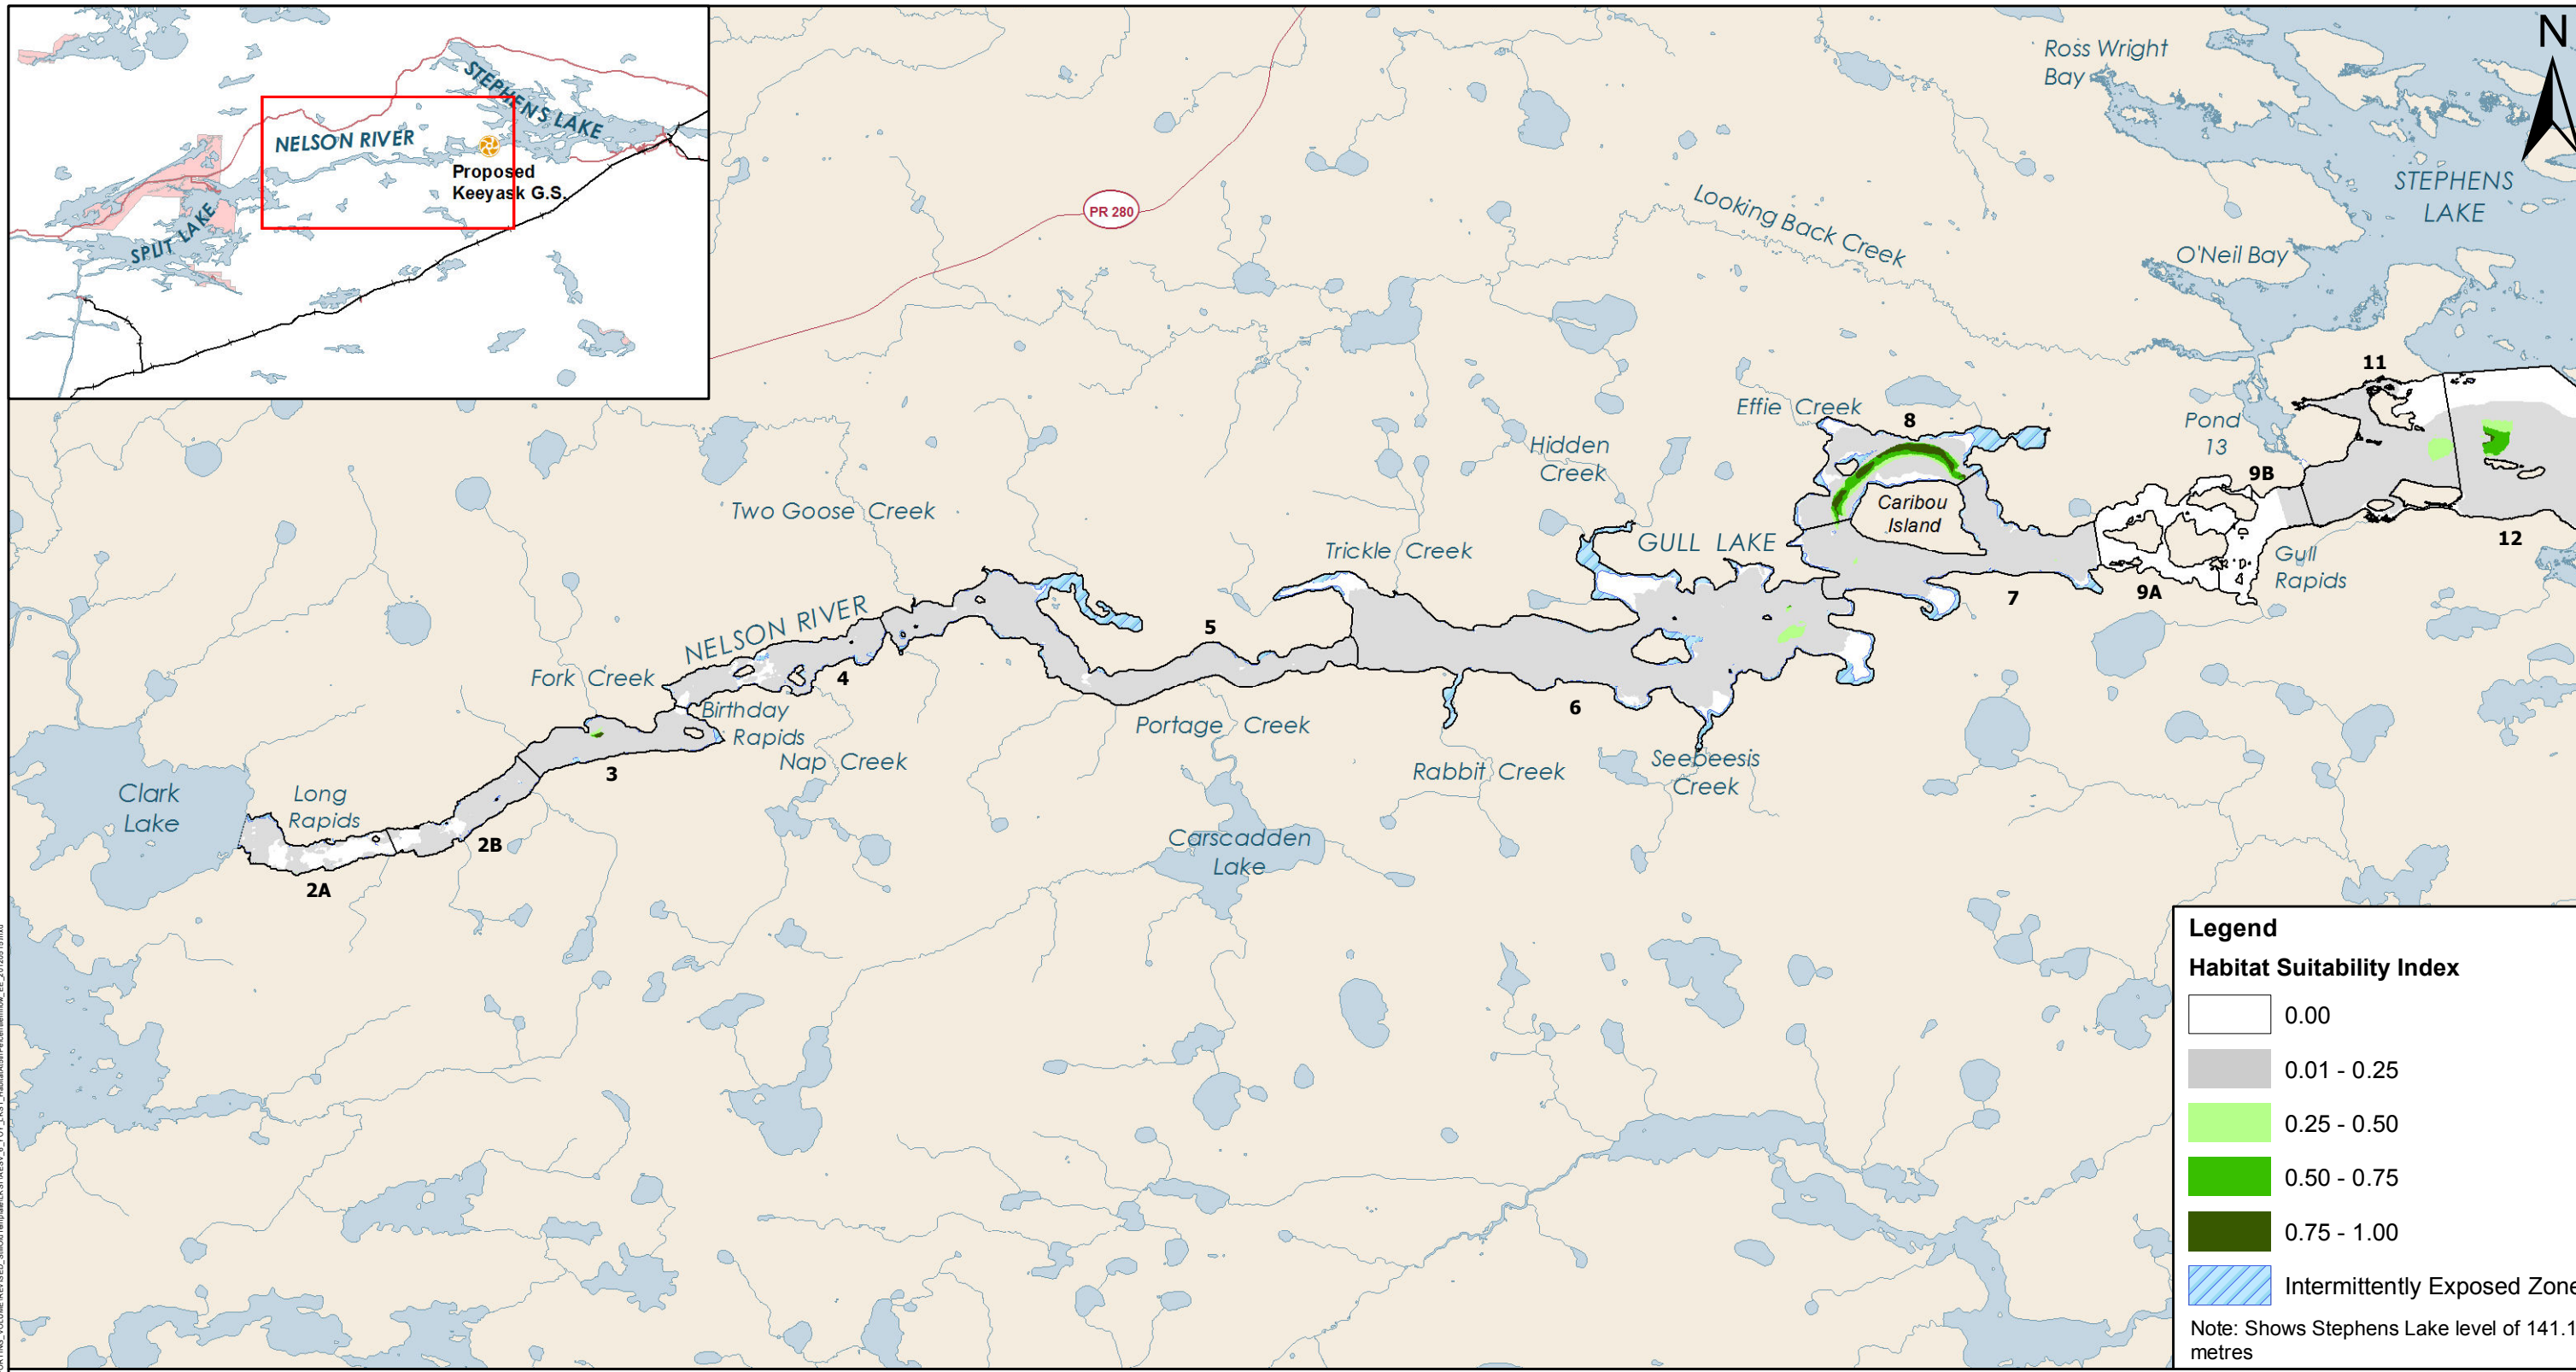 STEPHENS LAKE
NELSON RIVER
Proposed
Keeyask G.S.
SPLIT LAKE
N
Ross Wright
Bay
STEPHENS
LAKE
PR 280
Looking Back Creek
O'Neil Bay
11
Effie Creek
8
Pond
13
Hidden
Creek
9B
Caribou
Island
Two Goose Creek
GULL LAKE
12
Trickle Creek
Gull
Rapids
9A
7
NELSON RIVER
5
Fork Creek
4
Birthday
Rapids
6
Portage Creek
Nap Creek
3
Rabbit Creek
Seebeesis
Creek
Clark
Lake
Long
Rapids
2B
Carscadden
Lake
2A
Legend
Habitat Suitability Index
0.00
0.01 - 0.25
0.25 - 0.50
0.50 - 0.75
0.75 - 1.00
Intermittently Exposed Zone
Note: Shows Stephens Lake level of 141.1
metres